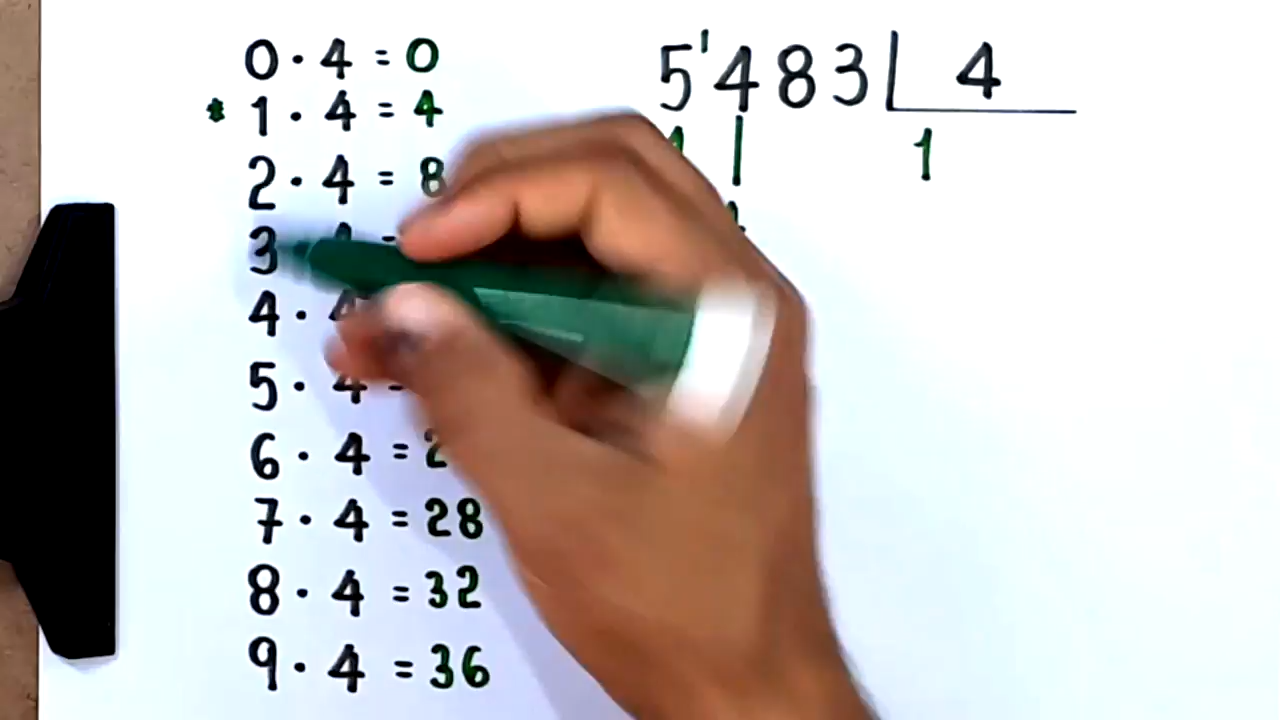 0 · 4 = 0
* 1 · 4 = 4
2 · 4 = 8
3
4 ·
5 · 4
6 · 4 = 2
7 · 4 = 28
8 · 4 = 32
9 · 4 = 36
5'483 4
1